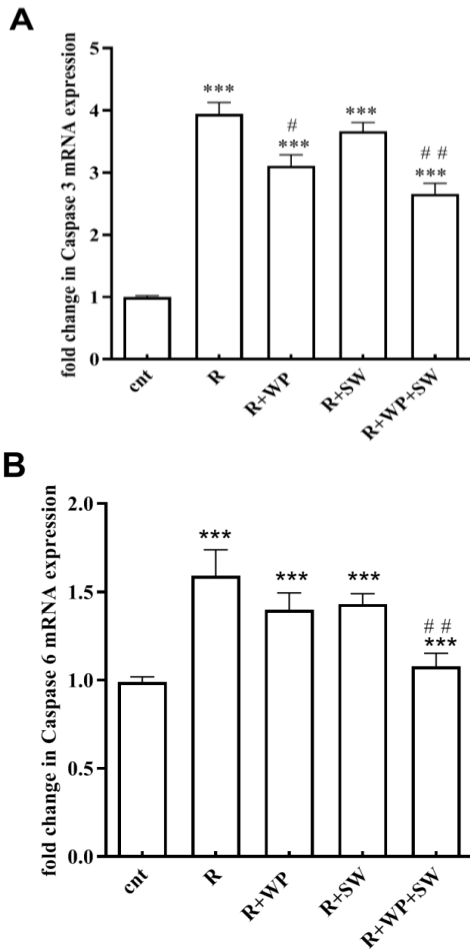 A
fold change in Caspase 3 mRNA expression
5
4
3
2
1
0
***
#
***
***
# #
***
cnt
R
R+WP
R+SW
R+WP+SW
B
fold change in Caspase 6 mRNA expression
2.0
1.5
1.0
0.5
0.0
***
***
***
# #
***
cnt
R
R+WP
R+SW
R+WP+SW